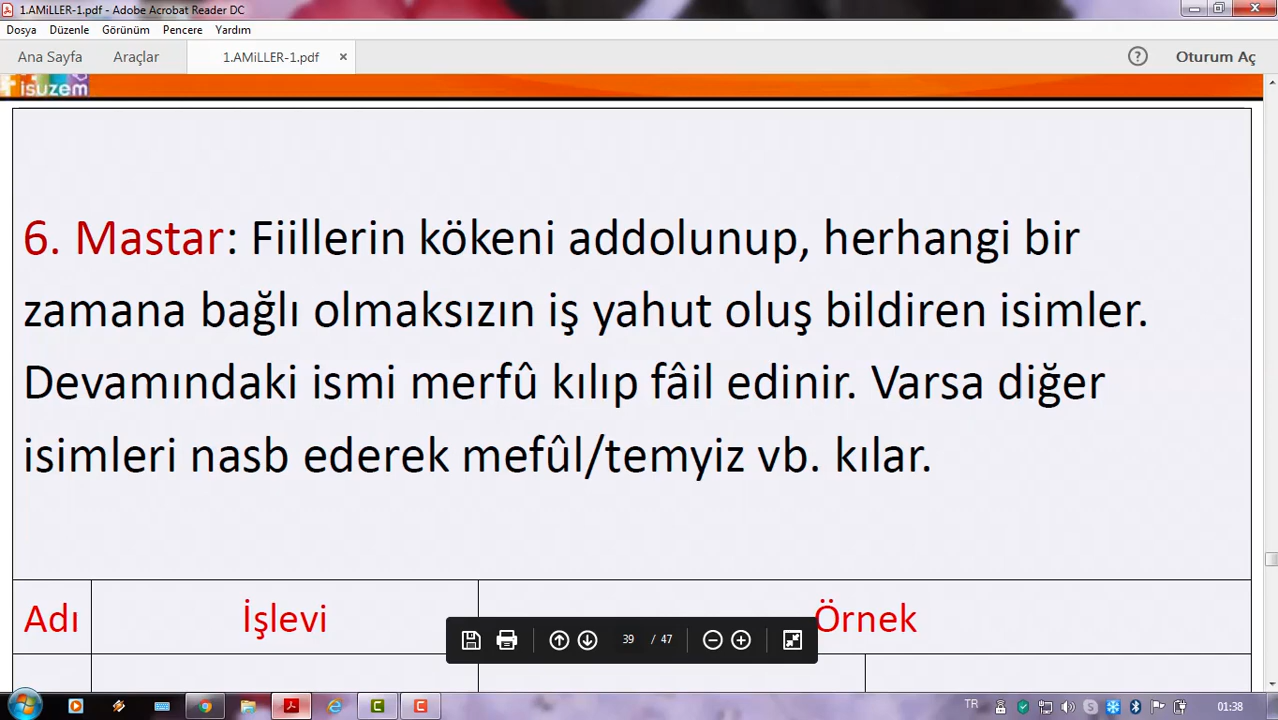 1.AMiLLER-1.pdf - Adobe Acrobat Reader DC
Dosya Düzenle Görünüm Pencere Yardım
Ana Sayfa Araçlar 1.AMiLLER-1.pdf × ? Oturum Aç
isuzem
6. Mastar: Fiillerin kökeni addolunup, herhangi bir
zamana bağlı olmaksızın iş yahut oluş bildiren isimler.
Devamındaki ismi merfû kılıp fâil edinir. Varsa diğer
isimleri nasb ederek mefûl/temyiz vb. kılar.
Adı İşlevi Örnek
39 / 47
TR 01:38